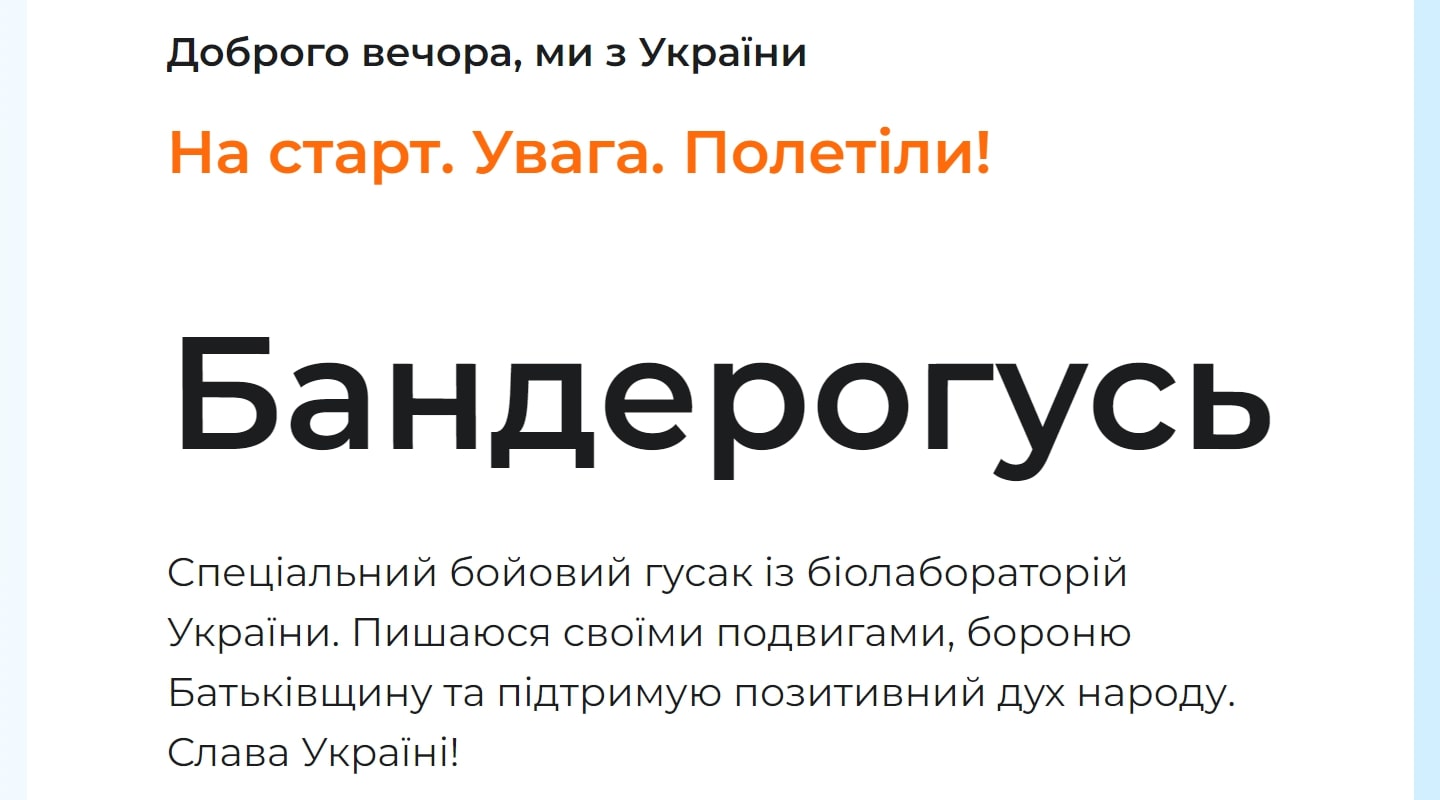 Доброго вечора, ми з України
На старт. Увага. Полетіли!
Бандерогусь
Спеціальний бойовий гусак із біолабораторій
України. Пишаюся своїми подвигами, бороню
Батьківщину та підтримую позитивний дух народу.
Слава Україні!